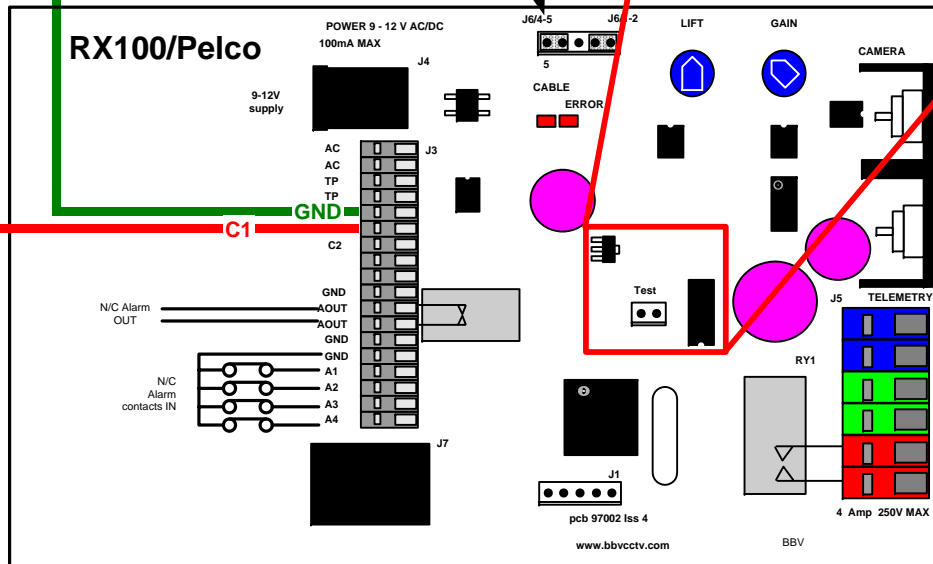 RX100/Pelco
POWER 9 - 12 V AC/DC
100mA MAX
J4
9-12V
supply
J6/4-5
5
CABLE
ERROR
LIFT
GAIN
CAMERA
AC
J3
AC
TP
TP
GND
C1
C2
GND
N/C Alarm
OUT
AOUT
AOUT
GND
GND
A1
A2
A3
A4
N/C
Alarm
contacts IN
J7
Test
J5
TELEMETRY
RY1
J1
pcb 97002 Iss 4
www.bbvcctv.com
4 Amp 250V MAX
BBV